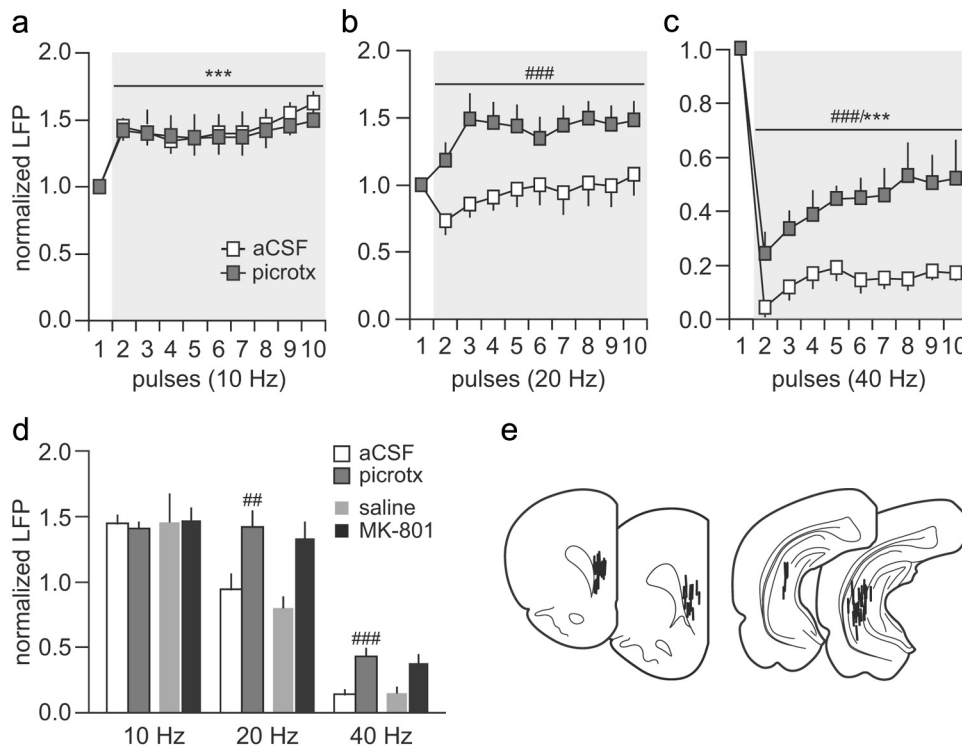 a
b
c
2.0
1.5
1.0
1.5
0.0
normalized LFP
***
aCSF
picrotx
1 2 3 4 5 6 7 8 9 10
pulses (10 Hz)
2.0
1.5
1.0
0.5
0.0
###
1 2 3 4 5 6 7 8 9 10
pulses (20 Hz)
1.0
0.8
0.6
0.4
0.2
0.0
###/***
1 2 3 4 5 6 7 8 9 10
pulses (40 Hz)
d
e
2.0
1.5
1.0
0.5
0
normalized LFP
aCSF
picrotx
saline
MK-801
##
###
10 Hz 20 Hz 40 Hz